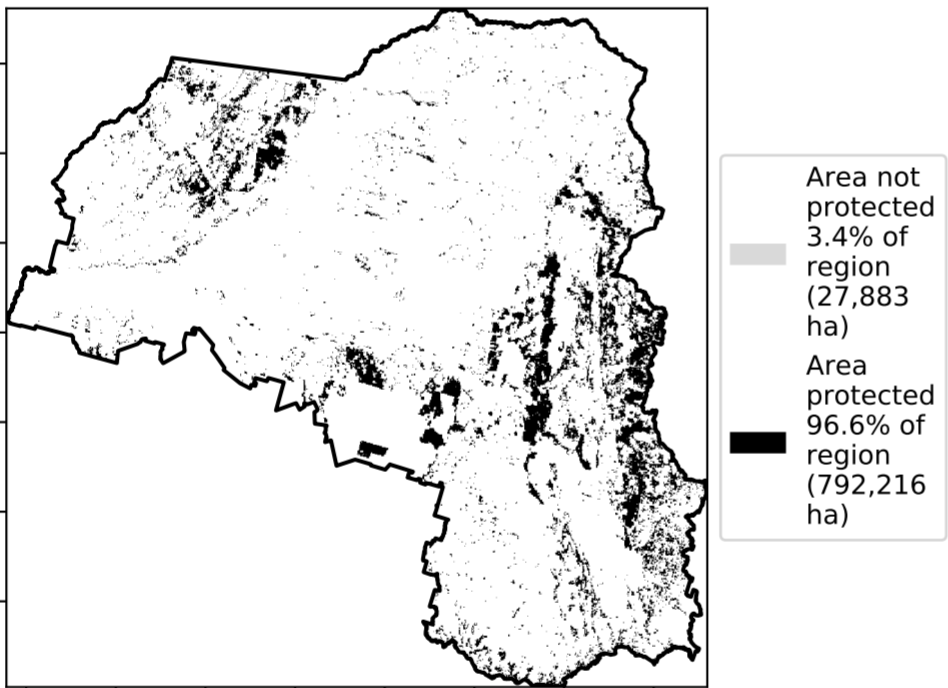 Area not
protected
3.4% of
region
(27,883
ha)
Area
protected
96.6% of
region
(792,216
ha)